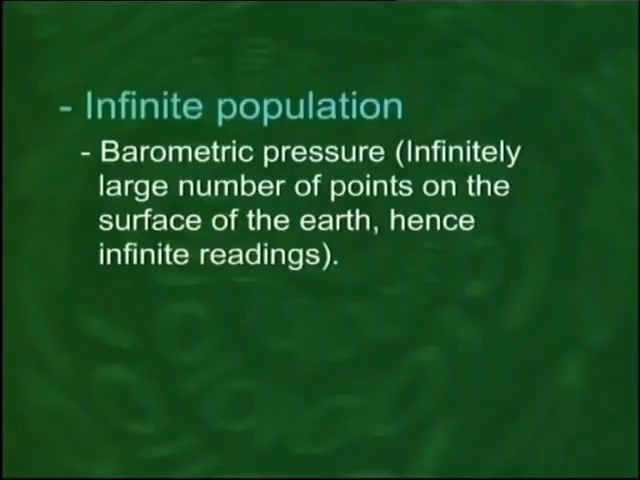 - Infinite population
- Barometric pressure (Infinitely
large number of points on the
surface of the earth, hence
infinite readings).